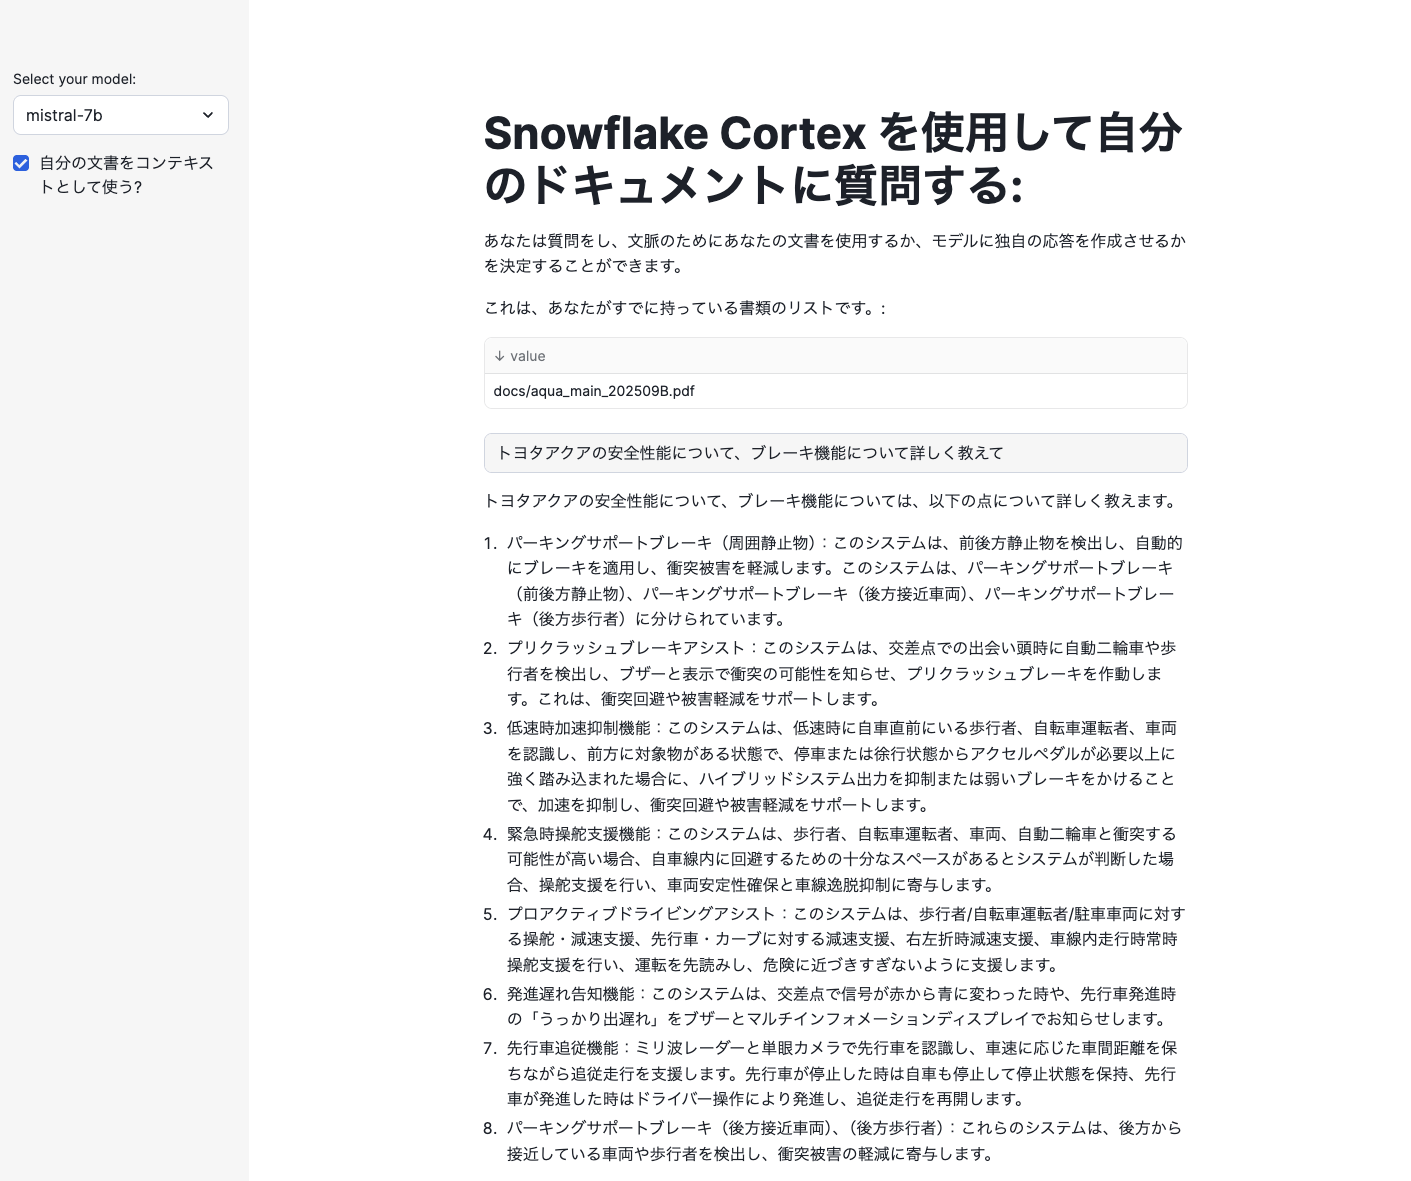 Select your model:
mistral-7b
自分の文書をコンテキス
トとして使う?
Snowflake Cortex を使用して自分
のドキュメントに質問する:
あなたは質問をし、文脈のためにあなたの文書を使用するか、モデルに独自の応答を作成させるか
を決定することができます。
これは、あなたがすでに持っている書類のリストです。:
↓ value
docs/aqua_main_202509B.pdf
トヨタアクアの安全性能について、ブレーキ機能について詳しく教えて
トヨタアクアの安全性能について、ブレーキ機能については、以下の点について詳しく教えます。
1. パーキングサポートブレーキ（周囲静止物）：このシステムは、前後方静止物を検出し、自動的
にブレーキを適用し、衝突被害を軽減します。このシステムは、パーキングサポートブレーキ
（前後方静止物）、パーキングサポートブレーキ（後方接近車両）、パーキングサポートブレー
キ（後方歩行者）に分けられています。
2. プリクラッシュブレーキアシスト：このシステムは、交差点での出会い頭時に自動二輪車や歩
行者を検出し、ブザーと表示で衝突の可能性を知らせ、プリクラッシュブレーキを作動しま
す。これは、衝突回避や被害軽減をサポートします。
3. 低速時加速抑制機能：このシステムは、低速時に自車直前にいる歩行者、自転車運転者、車両
を認識し、前方に対象物がある状態で、停車または徐行状態からアクセルペダルが必要以上に
強く踏み込まれた場合に、ハイブリッドシステム出力を抑制または弱いブレーキをかけること
で、加速を抑制し、衝突回避や被害軽減をサポートします。
4. 緊急時操舵支援機能：このシステムは、歩行者、自転車運転者、車両、自動二輪車と衝突する
可能性が高い場合、自車線内に回避するための十分なスペースがあるとシステムが判断した場
合、操舵支援を行い、車両安定性確保と車線逸脱抑制に寄与します。
5. プロアクティブドライビングアシスト：このシステムは、歩行者/自転車運転者/駐車車両に対す
る操舵・減速支援、先行車・カーブに対する減速支援、右左折時減速支援、車線内走行時常時
操舵支援を行い、運転を先読みし、危険に近づきすぎないように支援します。
6. 発進遅れ告知機能：このシステムは、交差点で信号が赤から青に変わった時や、先行車発進時
の「うっかり出遅れ」をブザーとマルチインフォメーションディスプレイでお知らせします。
7. 先行車追従機能：ミリ波レーダーと単眼カメラで先行車を認識し、車速に応じた車間距離を保
ちながら追従走行を支援します。先行車が停止した時は自車も停止して停止状態を保持、先行
車が発進した時はドライバー操作により発進し、追従走行を再開します。
8. パーキングサポートブレーキ（後方接近車両）、（後方歩行者）：これらのシステムは、後方から
接近している車両や歩行者を検出し、衝突被害の軽減に寄与します。